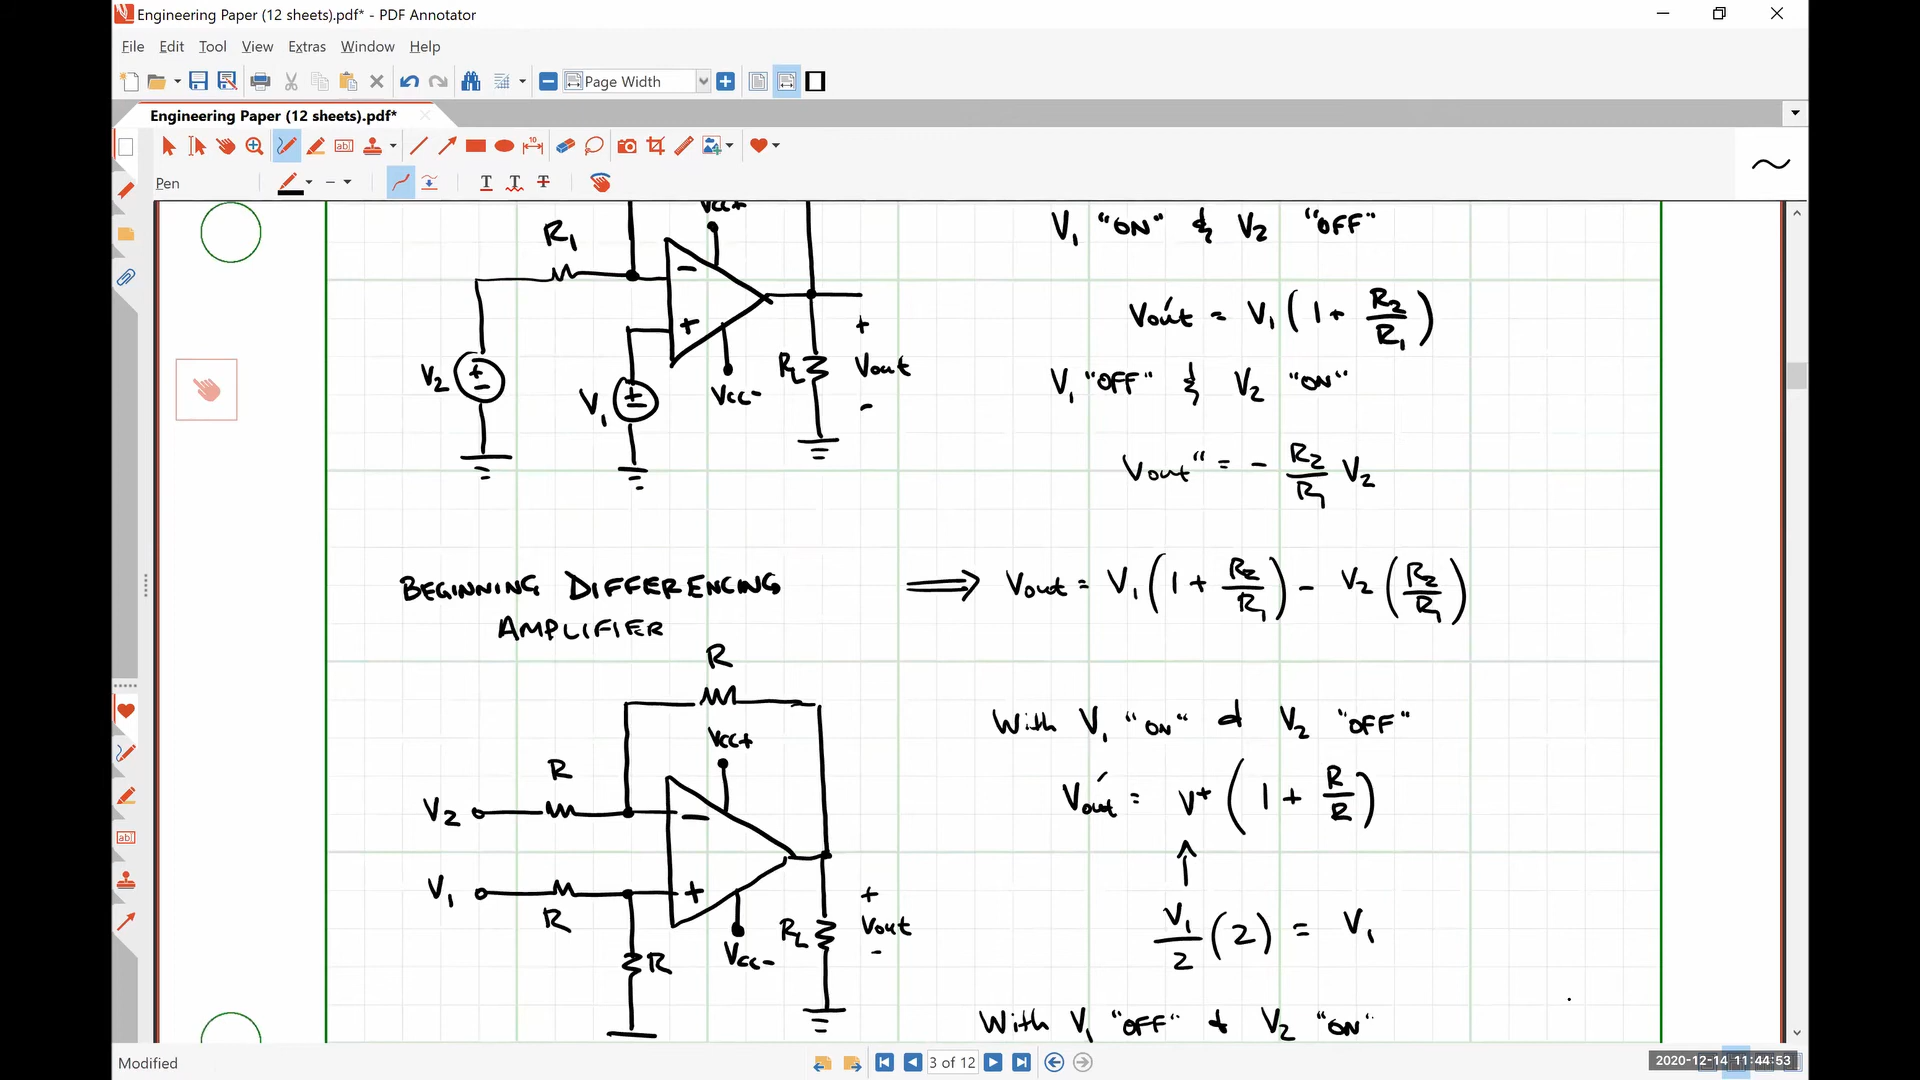 Engineering Paper (12 sheets).pdf* - PDF Annotator
File Edit Tool View Extras Window Help
Page Width
Engineering Paper (12 sheets).pdf*
Pen
Vcc+
R1
V2
V1
Vcc-
RL
+
Vout
-
V1 "ON" & V2 "OFF"
Vout' = V1 ( 1 + R2/R1 )
V1 "OFF" & V2 "ON"
Vout" = - R2/R1 V2
BEGINNING DIFFERENCING
AMPLIFIER
⟹ Vout = V1 ( 1 + R2/R1 ) - V2 ( R2/R1 )
R
Vcc+
R
V2
V1
R
R
Vcc-
RL
+
Vout
-
With V1 "ON" & V2 "OFF"
Vout' = V+ ( 1 + R/R )
↑
V1/2 (2) = V1
With V1 "OFF" & V2 "ON"
Modified
3 of 12
2020-12-14 11:44:53